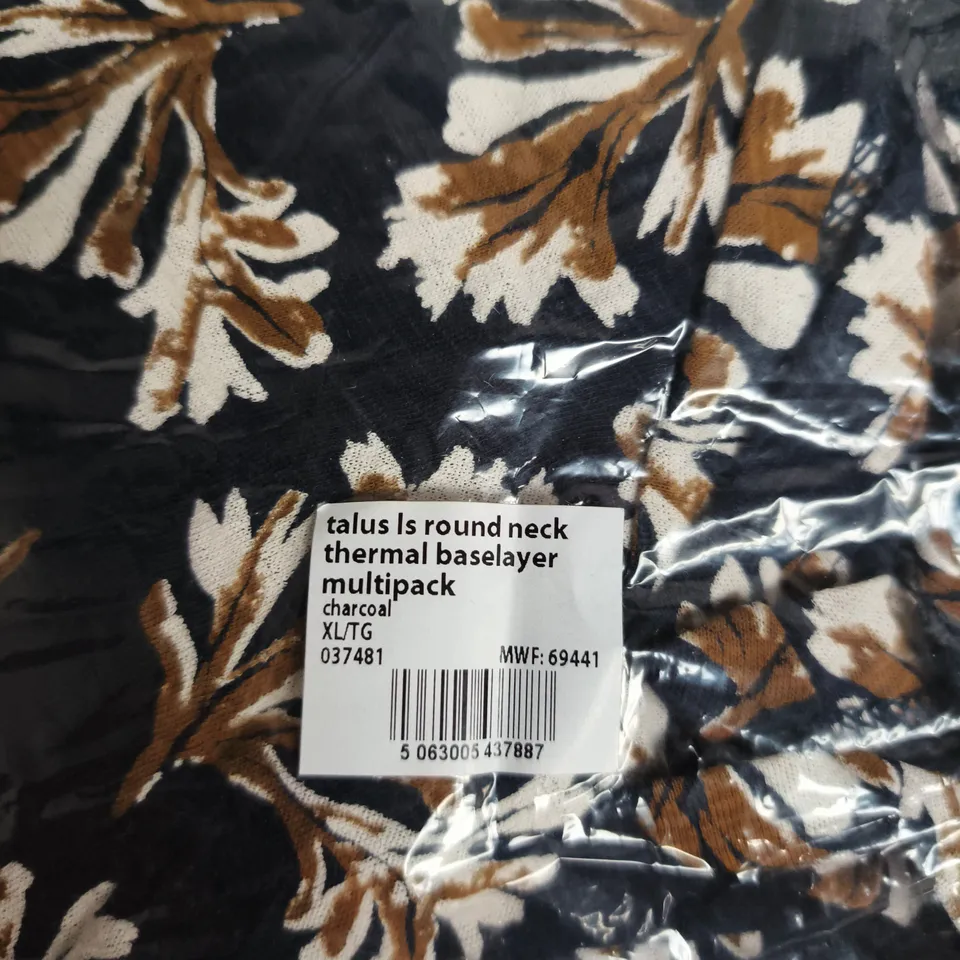 talus ls round neck
thermal baselayer
multipack
charcoal
XL/TG
037481 MWF: 69441
5 063005 437887